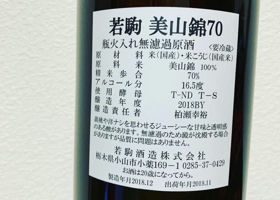 若駒 美山錦70
瓶火入れ無濾過原酒 <要冷蔵>
原材料 米(国産)・米こうじ(国産米)
原料米 美山錦 100%
精米歩合 70%
アルコール分 16.5度
使用酵母 T-ND T-S
醸造年度 2018BY
醸造責任者 柏瀬幸裕
若駒酒造株式会社
栃木県小山市小薬169-1 0285-37-0429
お酒は20歳になってから。
製造年月2018.12 出荷年月2018.11